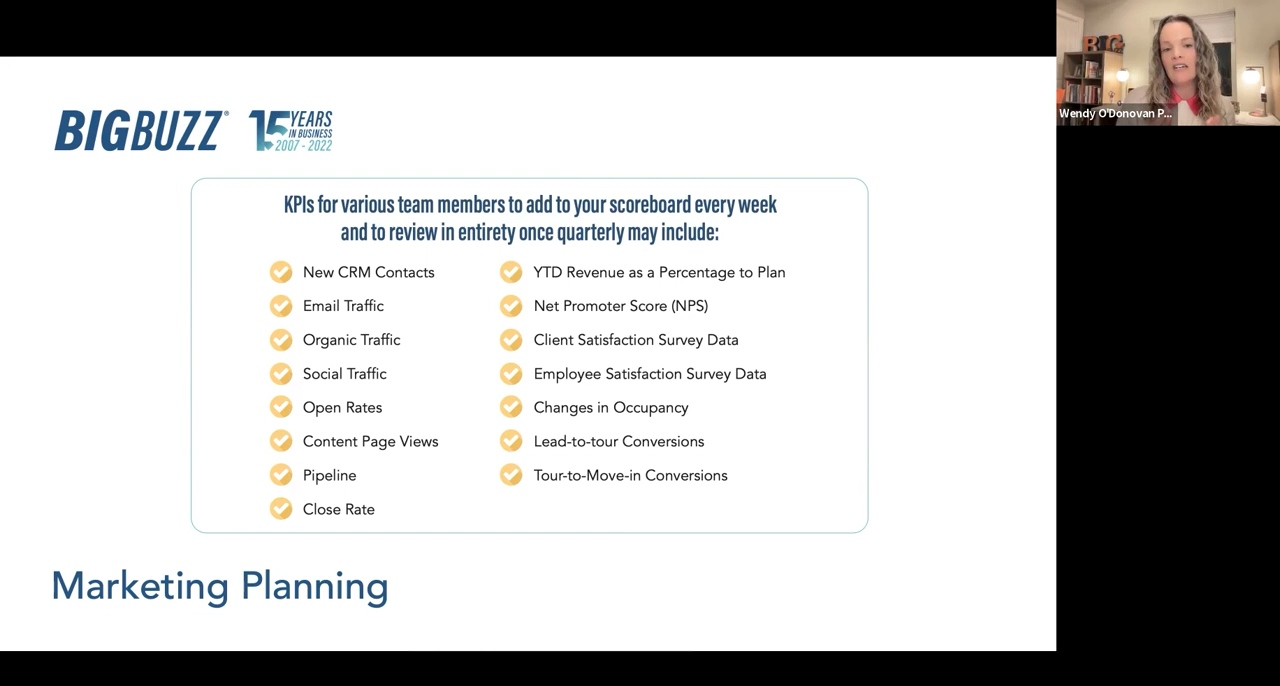 BIGBUZZ®
15 YEARS
IN BUSINESS
2007 - 2022
KPIs for various team members to add to your scoreboard every week
and to review in entirety once quarterly may include:
New CRM Contacts
Email Traffic
Organic Traffic
Social Traffic
Open Rates
Content Page Views
Pipeline
Close Rate
YTD Revenue as a Percentage to Plan
Net Promoter Score (NPS)
Client Satisfaction Survey Data
Employee Satisfaction Survey Data
Changes in Occupancy
Lead-to-tour Conversions
Tour-to-Move-in Conversions
Marketing Planning
BIG
Wendy O'Donovan P...